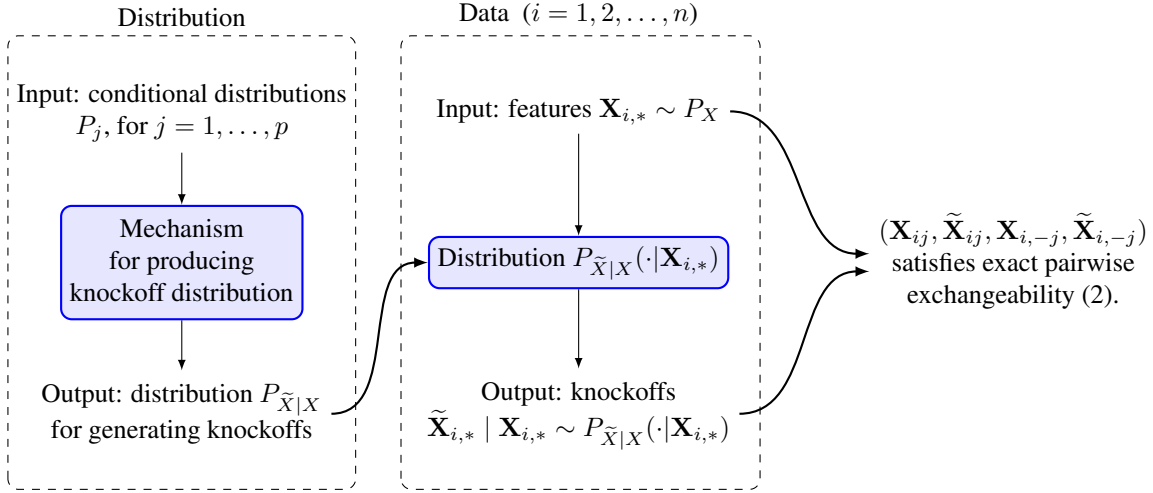 Distribution
Input: conditional distributions
P_j, for j = 1, . . . , p
Mechanism
for producing
knockoff distribution
Output: distribution P_{X̃|X}
for generating knockoffs
Data (i = 1, 2, . . . , n)
Input: features X_{i,∗} ∼ P_X
Distribution P_{X̃|X}(·|X_{i,∗})
Output: knockoffs
X̃_{i,∗} | X_{i,∗} ∼ P_{X̃|X}(·|X_{i,∗})
(X_{ij}, X̃_{ij}, X_{i,−j}, X̃_{i,−j})
satisfies exact pairwise
exchangeability (2).